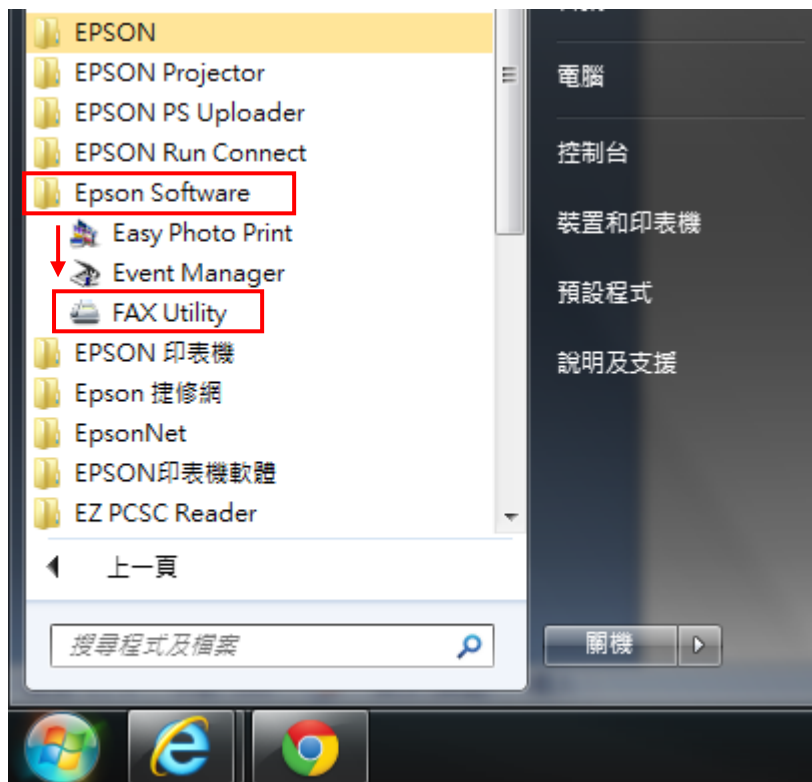 EPSON
EPSON Projector
EPSON PS Uploader
EPSON Run Connect
Epson Software
Easy Photo Print
Event Manager
FAX Utility
EPSON 印表機
Epson 捷修網
EpsonNet
EPSON印表機軟體
EZ PCSC Reader
上一頁
搜尋程式及檔案
電腦
控制台
裝置和印表機
預設程式
說明及支援
關機